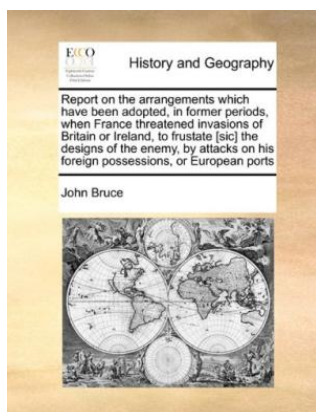 ECCO
History and Geography
Report on the arrangements which
have been adopted, in former periods,
when France threatened invasions of
Britain or Ireland, to frustate [sic] the
designs of the enemy, by attacks on his
foreign possessions, or European ports
John Bruce